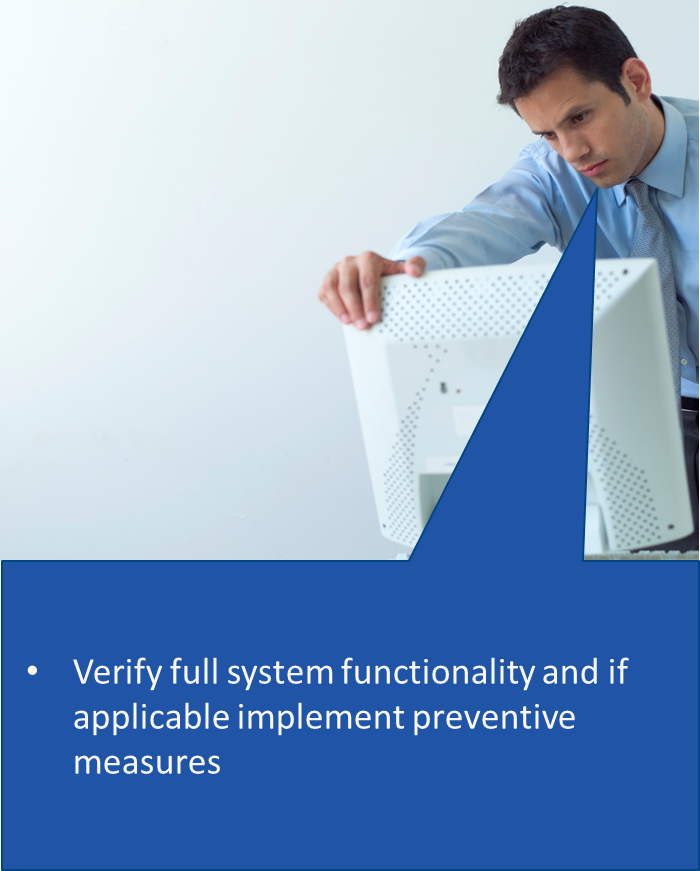 • Verify full system functionality and if
applicable implement preventive
measures